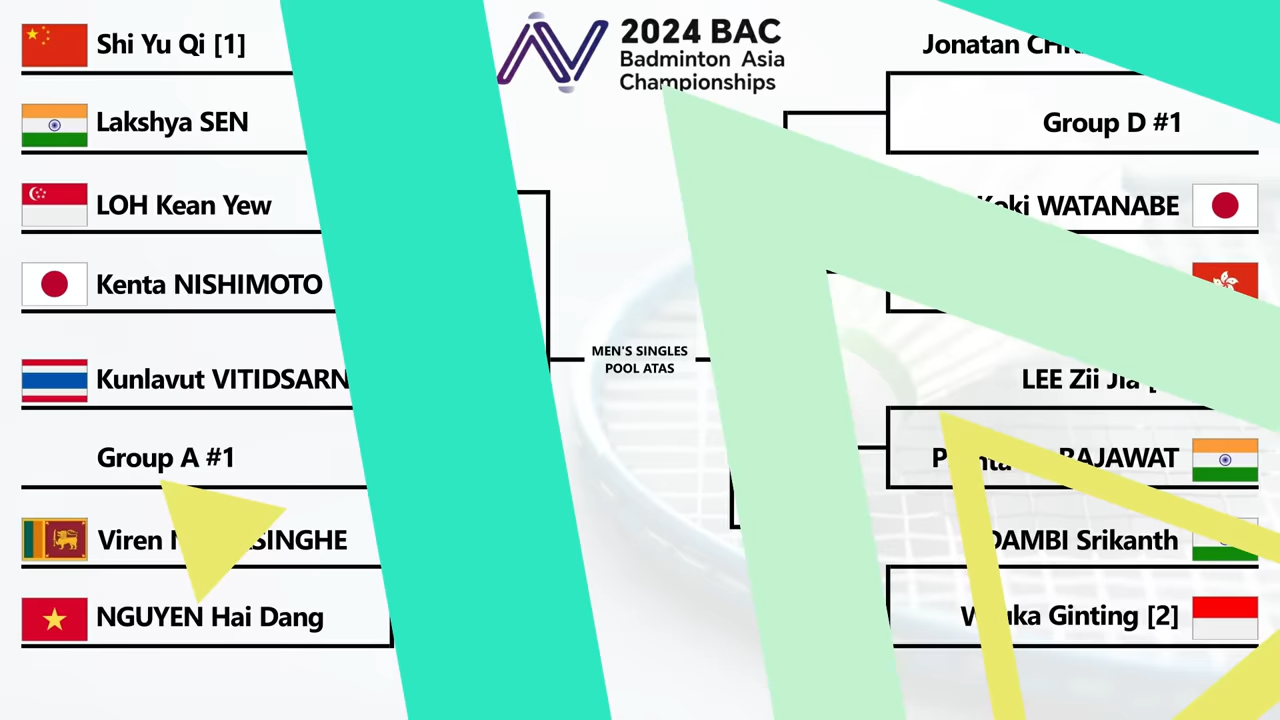 Shi Yu Qi [1]
Lakshya SEN
LOH Kean Yew
Kenta NISHIMOTO
Kunlavut VITIDSARN
Group A #1
Viren
NGUYEN Hai Dang
2024 BAC
Badminton Asia
Championships
MEN'S SINGLES
POOL ATAS
Jonatan
Group D #1
Koki WATANABE
LEE Zii Jia
RAJAWAT
Srikanth
Ginting [2]